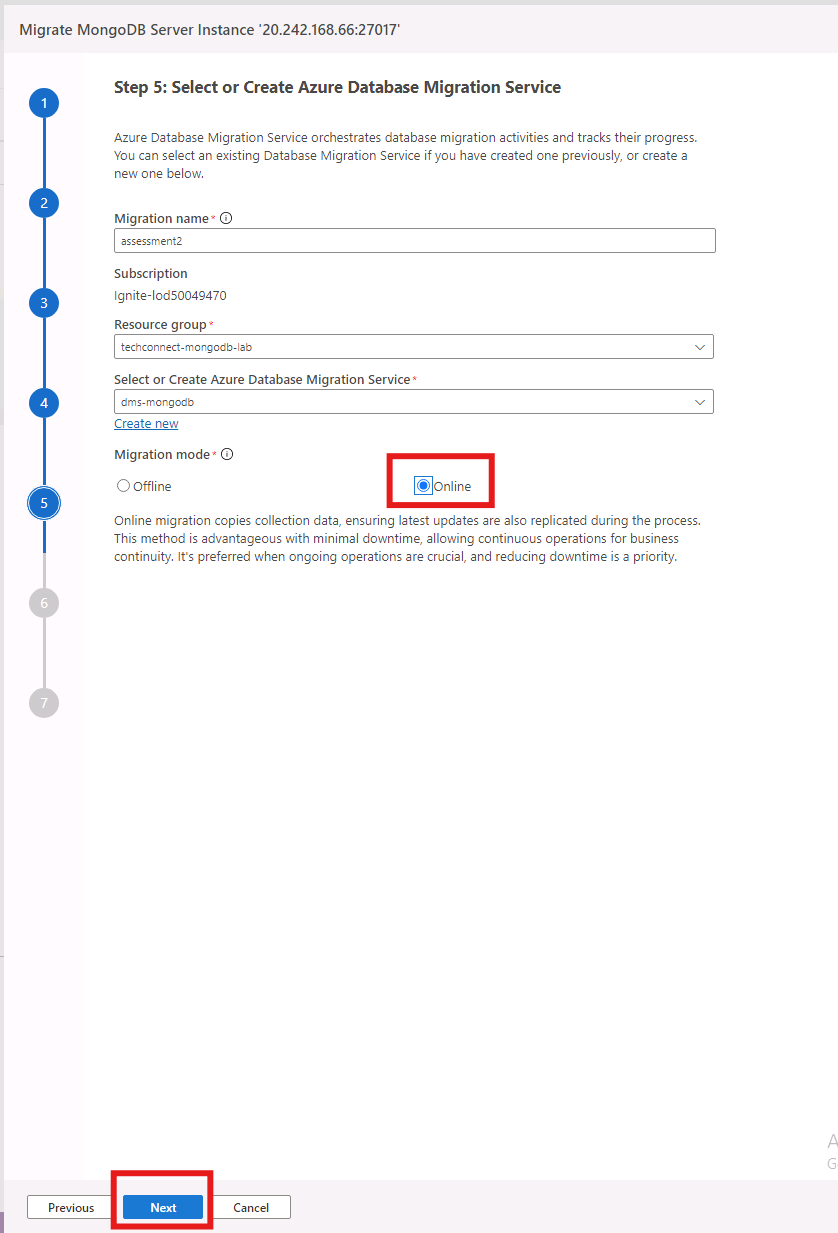 Migrate MongoDB Server Instance '20.242.168.66:27017'
1
Step 5: Select or Create Azure Database Migration Service
Azure Database Migration Service orchestrates database migration activities and tracks their progress.
You can select an existing Database Migration Service if you have created one previously, or create a
new one below.
2
Migration name*
assessment2
Subscription
Ignite-lod50049470
3
Resource group*
techconnect-mongodb-lab
Select or Create Azure Database Migration Service*
4
dms-mongodb
Create new
Migration mode*
Offline
Online
5
Online migration copies collection data, ensuring latest updates are also replicated during the process.
This method is advantageous with minimal downtime, allowing continuous operations for business
continuity. It's preferred when ongoing operations are crucial, and reducing downtime is a priority.
6
7
A
G
Previous
Next
Cancel